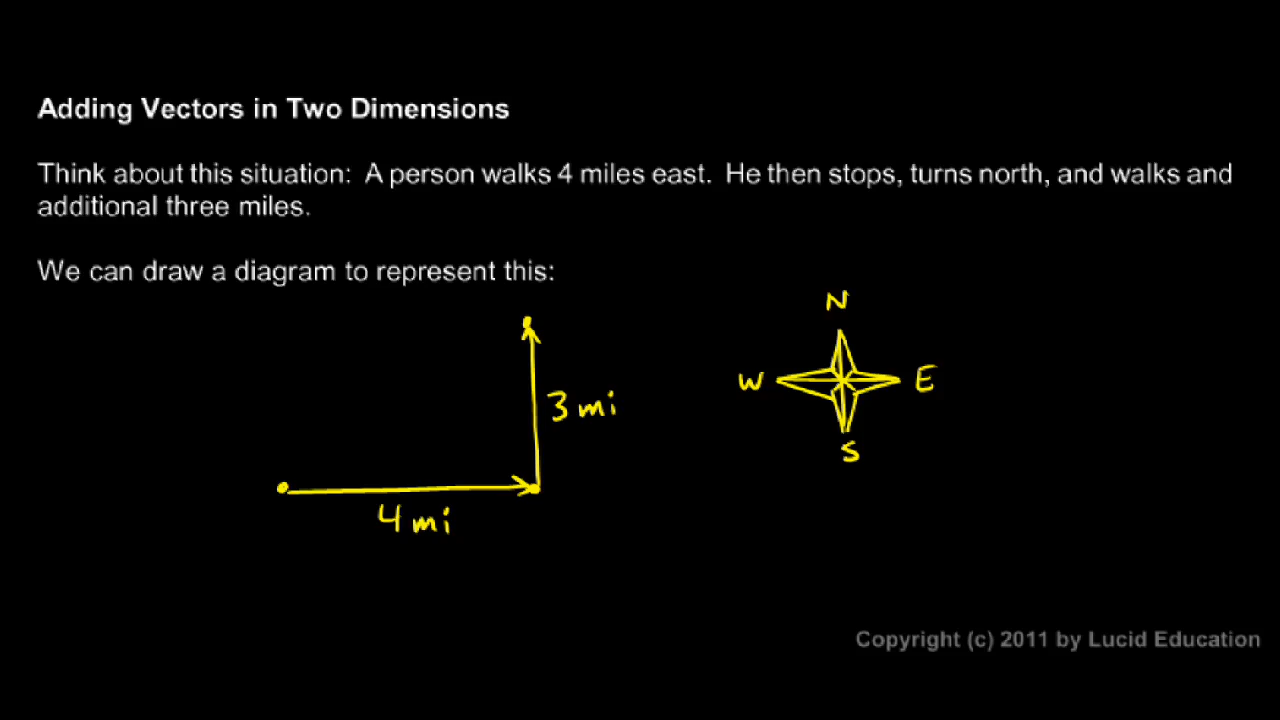 Adding Vectors in Two Dimensions
Think about this situation:  A person walks 4 miles east.  He then stops, turns north, and walks and
additional three miles.
We can draw a diagram to represent this:
N
W
E
3 mi
S
4 mi
Copyright (c) 2011 by Lucid Education